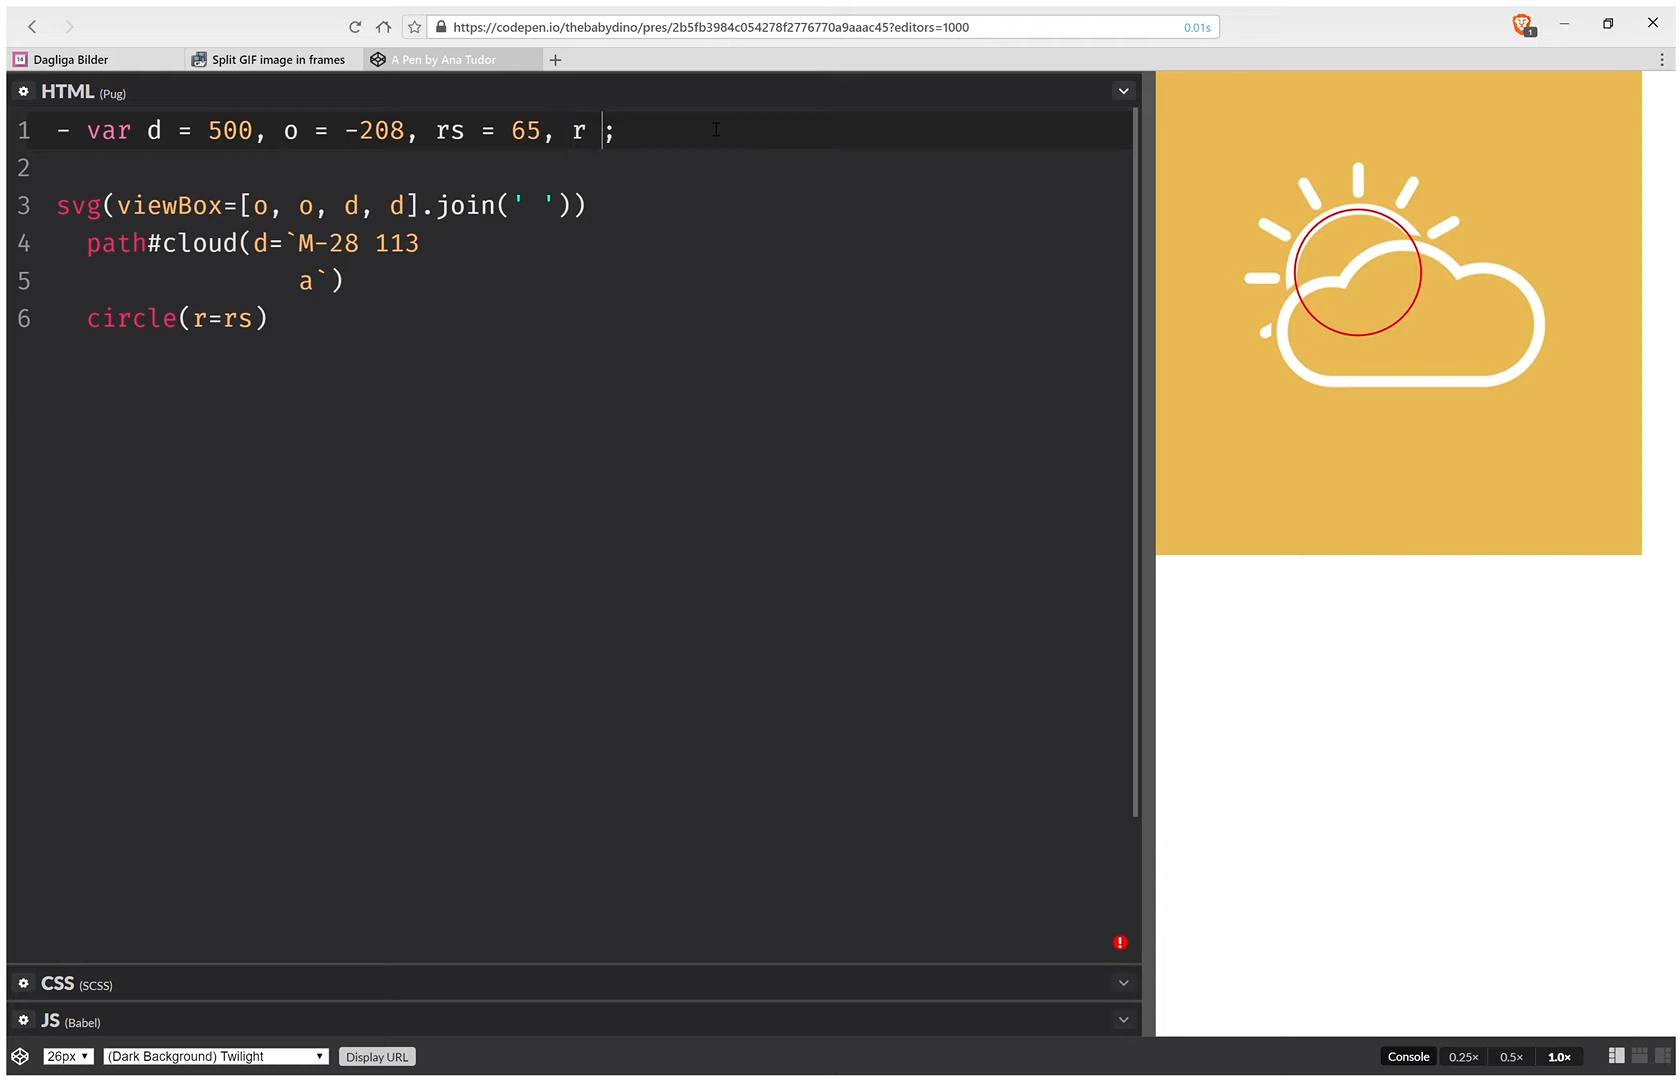 https://codepen.io/thebabydino/pres/2b5fb3984c054278f2776770a9aaac45?editors=1000 0.01s
1
14 Dagliga Bilder Split GIF image in frames A Pen by Ana Tudor
HTML (Pug)
1 - var d = 500, o = -208, rs = 65, r ;
2
3 svg(viewBox=[o, o, d, d].join(' '))
4 path#cloud(d=`M-28 113
5 a`)
6 circle(r=rs)
CSS (SCSS)
JS (Babel)
26px (Dark Background) Twilight Display URL Console 0.25× 0.5× 1.0×